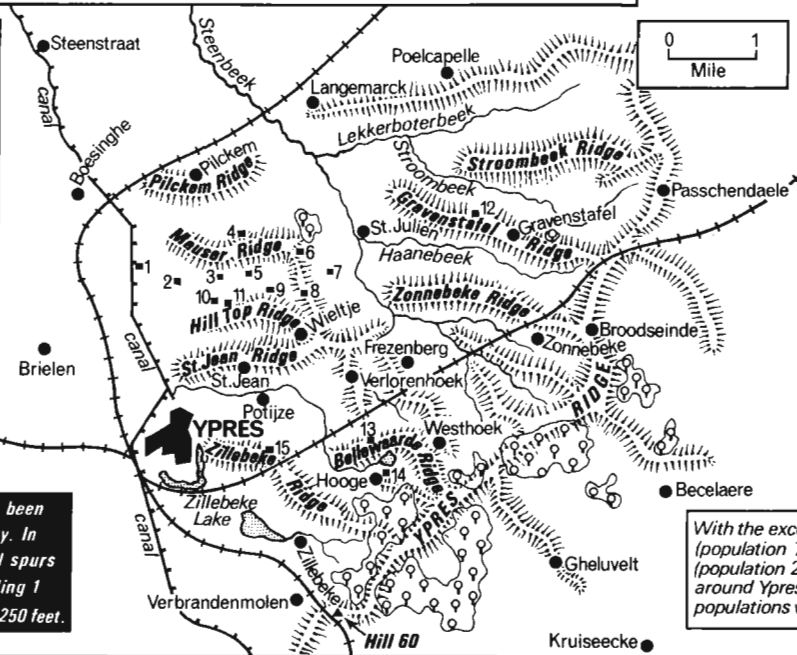 Steenstraat
Steenbeek
0 1
Mile
Poelcapelle
Langemarck
canal
Lekkerboterbeek
Boesinghe
Pilckem
Pilckem Ridge
Stroombeek Ridge
Stroombeek
Passchendaele
12
Gravenstafel
Gravenstafel Ridge
St.Julien
4
Mauser Ridge
6
Haanebeek
1
2
3
5
7
9
8
10
11
Zonnebeke Ridge
Hill Top Ridge
Wieltje
Broodseinde
Zonnebeke
canal
Brielen
St.Jean Ridge
St.Jean
Frezenberg
Verlorenhoek
Potijze
YPRES
13
Westhoek
15
Zillebeke
Ridge
Bellewaarde Ridge
Hooge
14
YPRES
RIDGE
Becelaere
Zillebeke
Lake
canal
been
y. In
l spurs
ing 1
250 feet.
Zillebeke
Gheluvelt
With the exce
(population
(population 2
around Ypres
populations
Verbrandenmolen
Hill 60
Kruiseecke